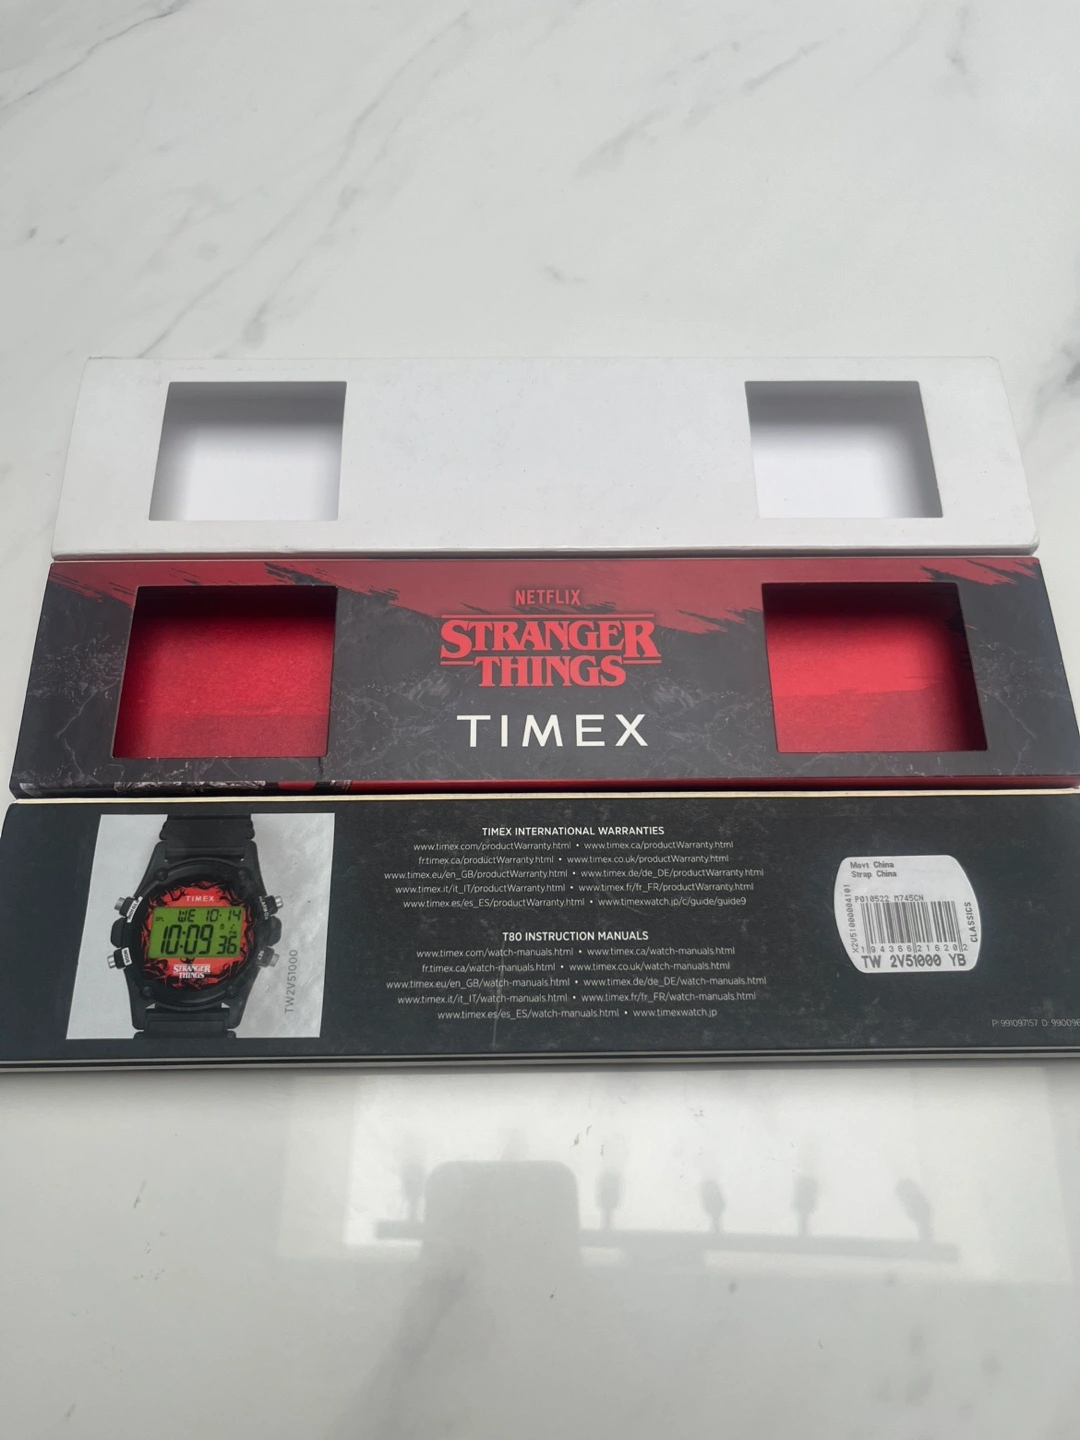 NETFLIX
STRANGER
THINGS
TIMEX
TIMEX
WE 10-14
10:09 36
STRANGER
THINGS
TW2V51000
TIMEX INTERNATIONAL WARRANTIES
www.timex.com/productWarranty.html • www.timex.ca/productWarranty.html
fr.timex.ca/productWarranty.html • www.timex.co.uk/productWarranty.html
www.timex.eu/en_GB/productWarranty.html • www.timex.de/de_DE/productWarranty.html
www.timex.it/it_IT/productWarranty.html • www.timex.fr/fr_FR/productWarranty.html
www.timex.es/es_ES/productWarranty.html • www.timexwatch.jp/c/guide/guide9
T80 INSTRUCTION MANUALS
www.timex.com/watch-manuals.html • www.timex.ca/watch-manuals.html
fr.timex.ca/watch-manuals.html • www.timex.co.uk/watch-manuals.html
www.timex.eu/en_GB/watch-manuals.html • www.timex.de/de_DE/watch-manuals.html
www.timex.it/it_IT/watch-manuals.html • www.timex.fr/fr_FR/watch-manuals.html
www.timex.es/es_ES/watch-manuals.html • www.timexwatch.jp
Movt China
Strap China
P010522 M745CN
CLASSICS
TW 2V51000 YB
P: 991097157 D: 990096